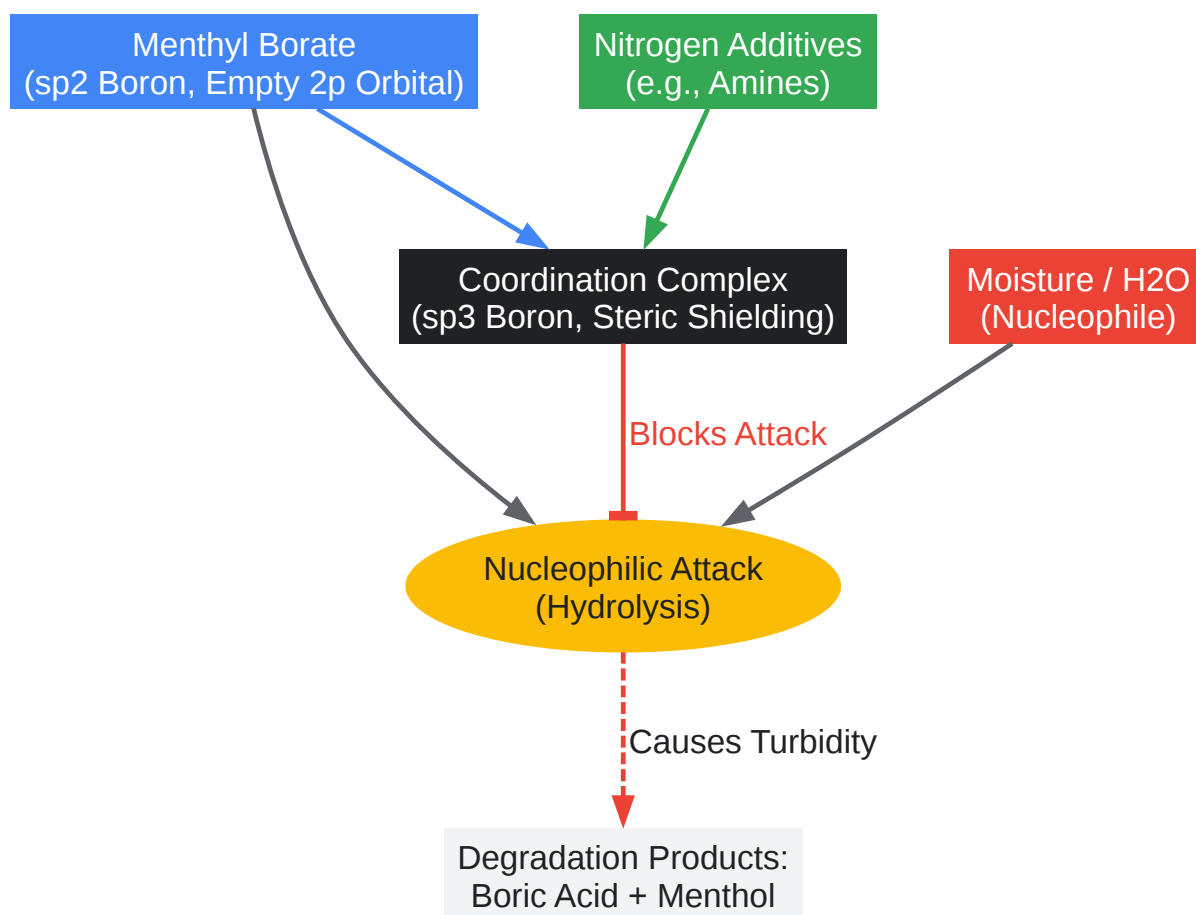 Menthyl Borate
(sp2 Boron, Empty 2p Orbital)
Nitrogen Additives
(e.g., Amines)
Coordination Complex
(sp3 Boron, Steric Shielding)
Moisture / H2O
(Nucleophile)
Blocks Attack
Nucleophilic Attack
(Hydrolysis)
Causes Turbidity
Degradation Products:
Boric Acid + Menthol